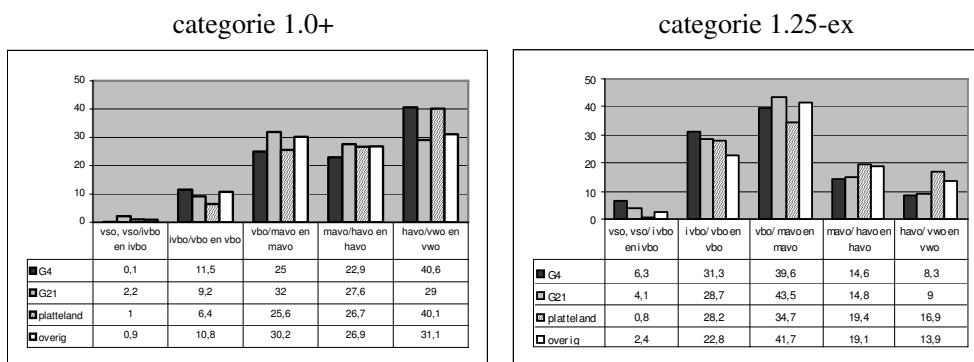 categorie 1.0+
50
40
30
20
10
0
vso, vso/ivbo en ivbo
ivbo/vbo en vbo
vbo/mavo en mavo
mavo/havo en havo
havo/vwo en vwo
G4 0,1 11,5 25 22,9 40,6
G21 2,2 9,2 32 27,6 29
platteland 1 6,4 25,6 26,7 40,1
overig 0,9 10,8 30,2 26,9 31,1
categorie 1.25-ex
50
40
30
20
10
0
vso, vso/ ivbo en ivbo
ivbo/ vbo en vbo
vbo/ mavo en mavo
mavo/ havo en havo
havo/ vwo en vwo
G4 6,3 31,3 39,6 14,6 8,3
G21 4,1 28,7 43,5 14,8 9
platteland 0,8 28,2 34,7 19,4 16,9
overig 2,4 22,8 41,7 19,1 13,9